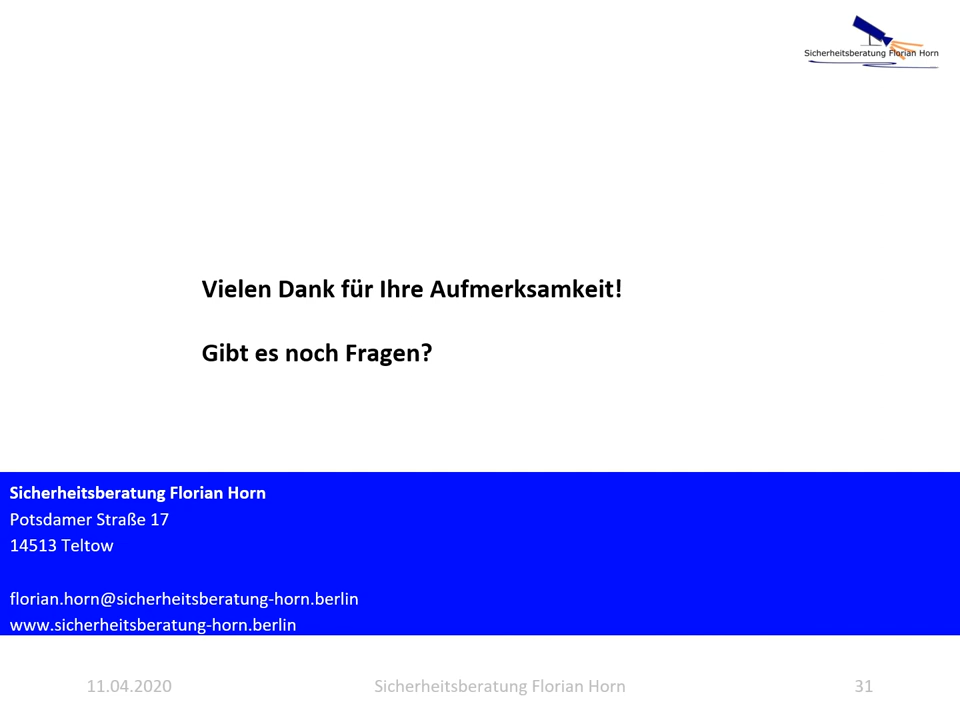 Sicherheitsberatung Florian Horn
Vielen Dank für Ihre Aufmerksamkeit!
Gibt es noch Fragen?
Sicherheitsberatung Florian Horn
Potsdamer Straße 17
14513 Teltow
florian.horn@sicherheitsberatung-horn.berlin
www.sicherheitsberatung-horn.berlin
11.04.2020 Sicherheitsberatung Florian Horn 31